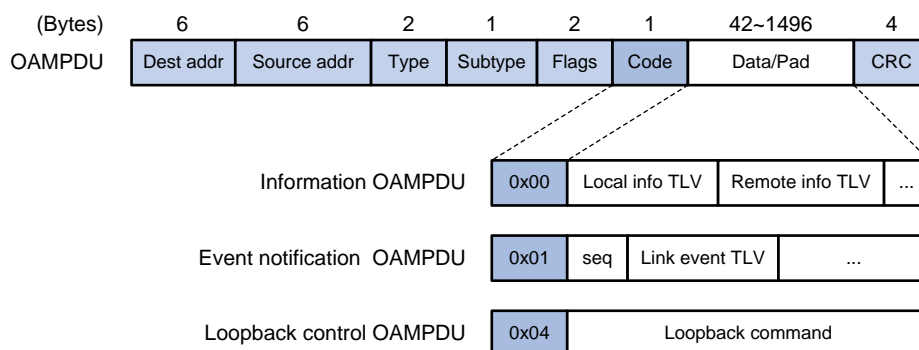 (Bytes) 6 6 2 1 2 1 42~1496 4
OAMPDU Dest addr Source addr Type Subtype Flags Code Data/Pad CRC
Information OAMPDU 0x00 Local info TLV Remote info TLV ...
Event notification OAMPDU 0x01 seq Link event TLV ...
Loopback control OAMPDU 0x04 Loopback command